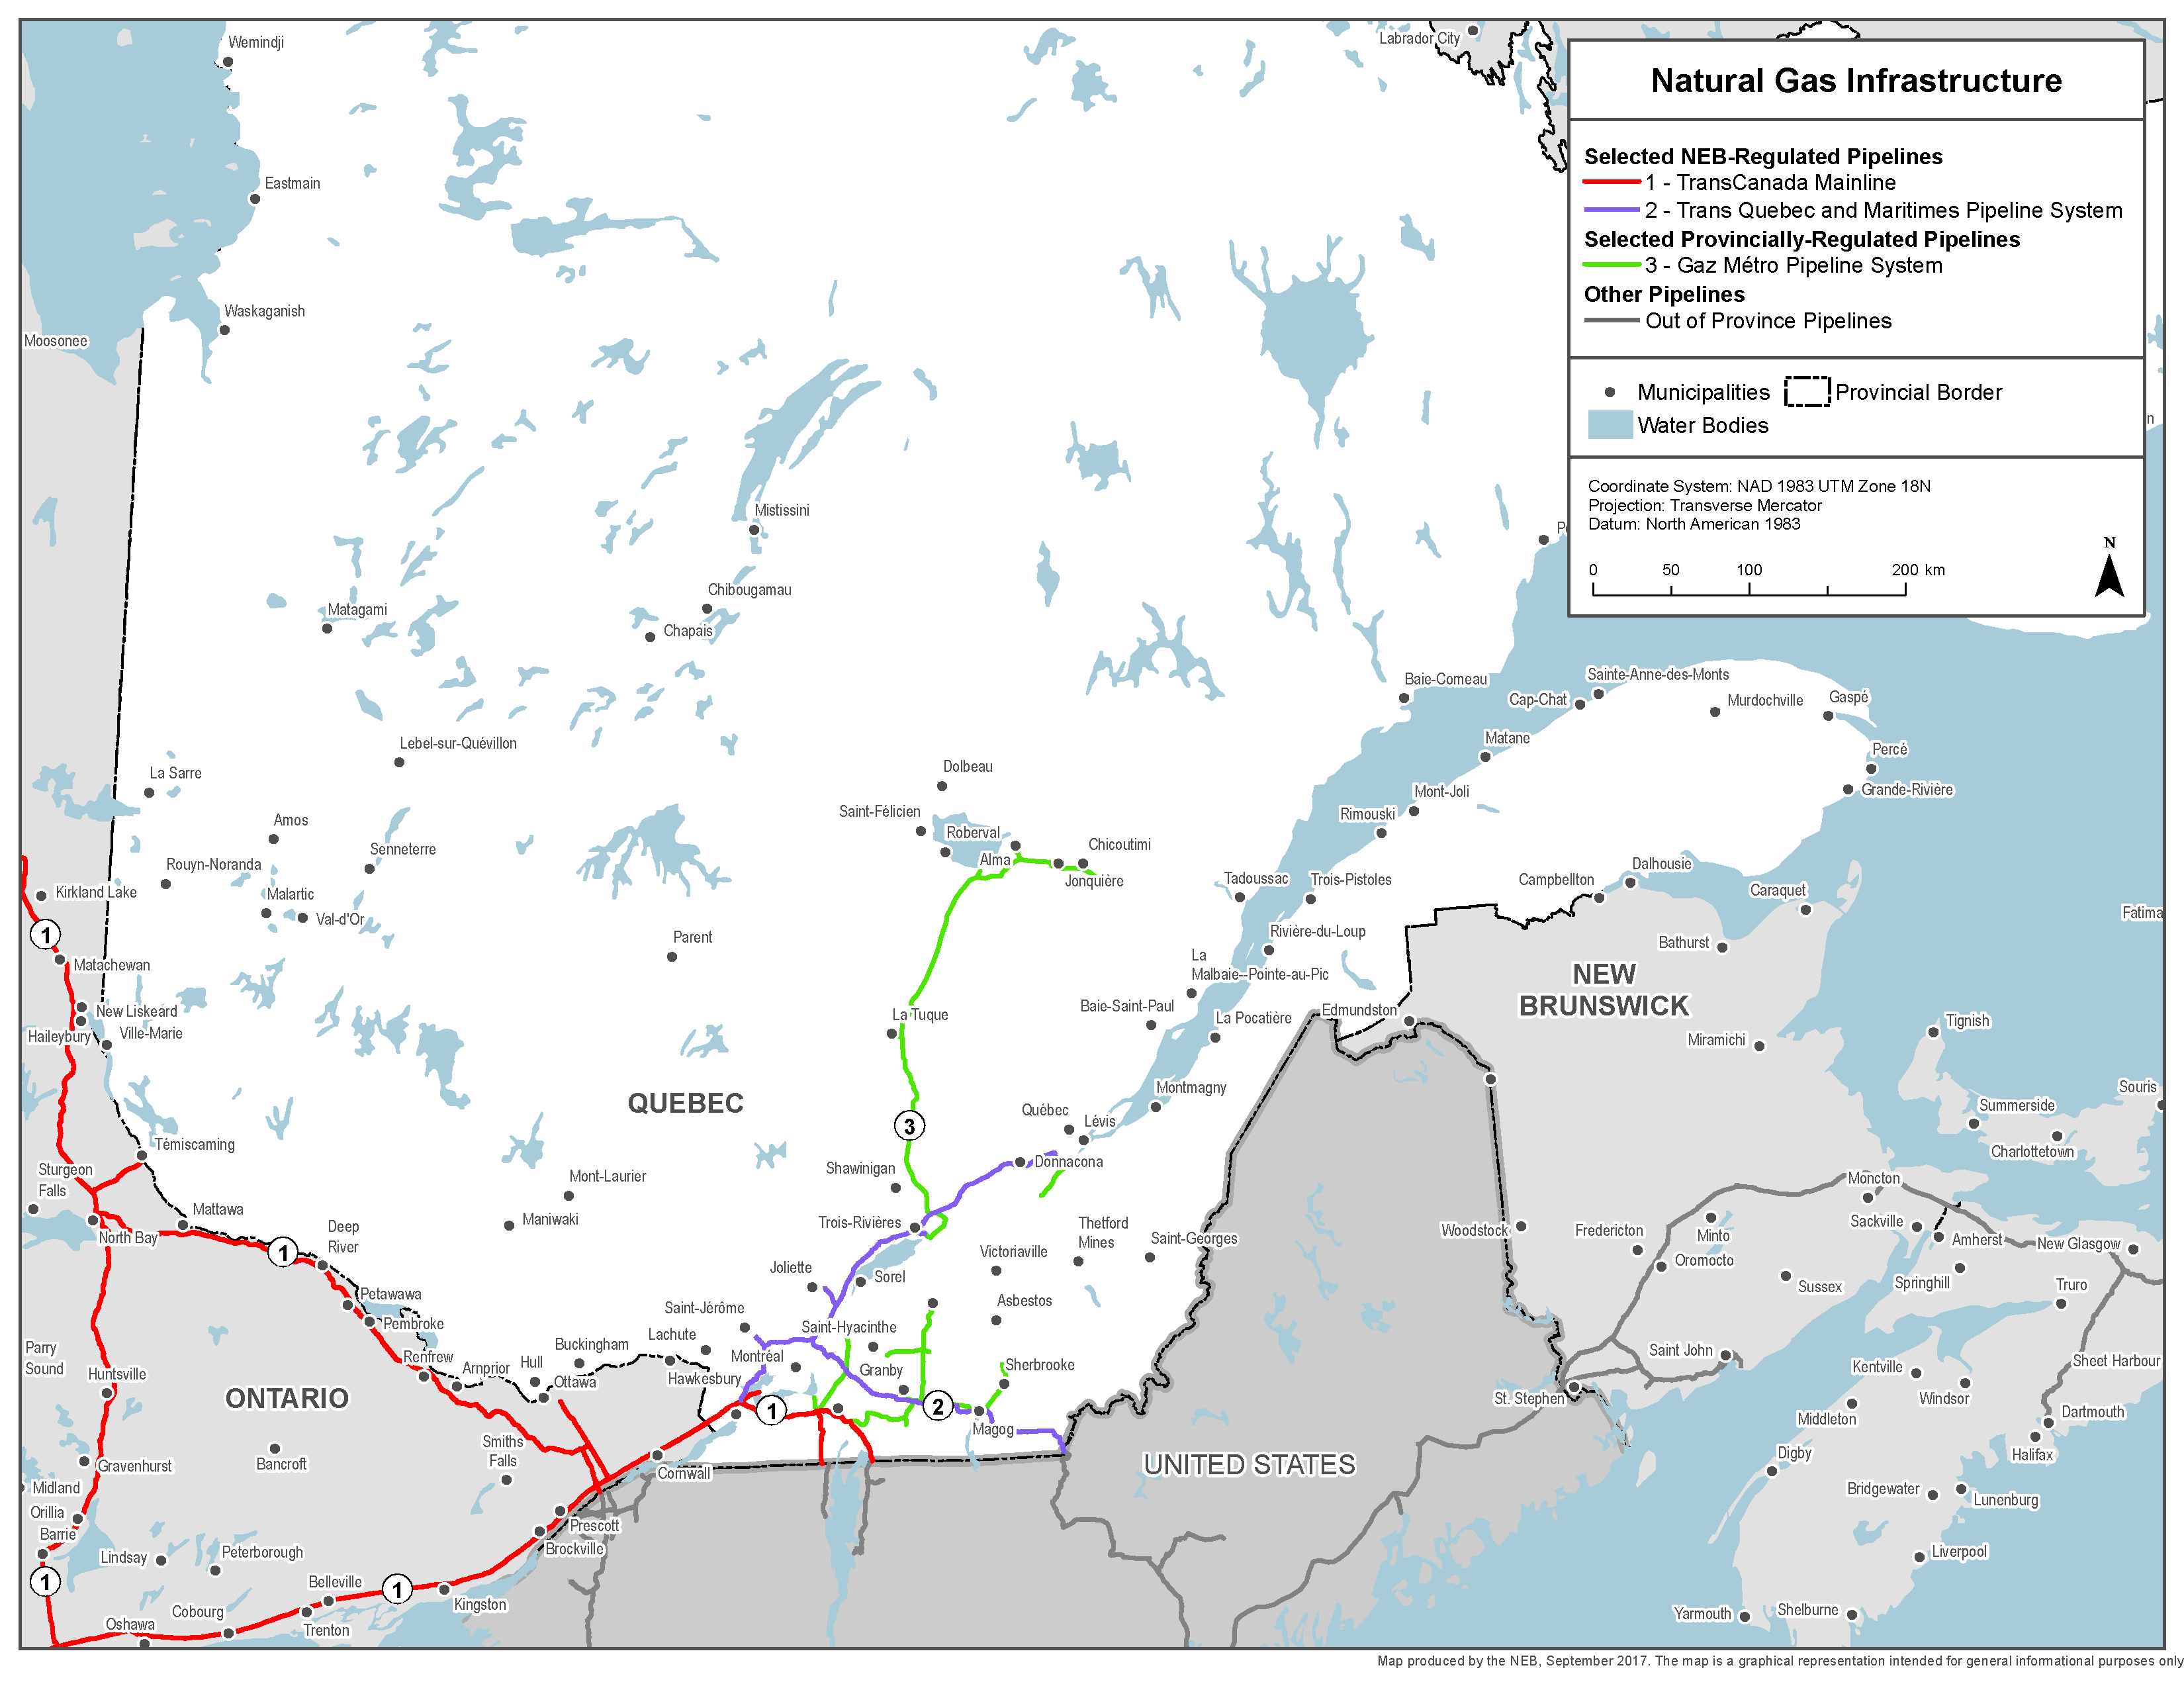 Natural Gas Infrastructure
Selected NEB-Regulated Pipelines
1 - TransCanada Mainline
2 - Trans Quebec and Maritimes Pipeline System
Selected Provincially-Regulated Pipelines
3 - Gaz Métro Pipeline System
Other Pipelines
Out of Province Pipelines
Municipalities
Provincial Border
Water Bodies
Coordinate System: NAD 1983 UTM Zone 18N
Projection: Transverse Mercator
Datum: North American 1983
N
0 50 100 200 km
Wemindji
Labrador City
Eastmain
Waskaganish
Moosonee
Mistissini
Chibougamau
Chapais
Matagami
Baie-Comeau
Sainte-Anne-des-Monts
Cap-Chat
Murdochville
Gaspé
Matane
Percé
Grande-Rivière
Mont-Joli
Rimouski
Lebel-sur-Quévillon
La Sarre
Dolbeau
Saint-Félicien
Roberval
Alma
Chicoutimi
Jonquière
Amos
Senneterre
Rouyn-Noranda
Malartic
Val-d'Or
Kirkland Lake
1
Matachewan
New Liskeard
Haileybury
Ville-Marie
Parent
Tadoussac
Trois-Pistoles
Rivière-du-Loup
La
Malbaie--Pointe-au-Pic
Baie-Saint-Paul
La Pocatière
Edmundston
Campbellton
Dalhousie
Caraquet
Bathurst
Fatima
NEW
BRUNSWICK
Miramichi
Tignish
Souris
Summerside
Charlottetown
La Tuque
QUEBEC
3
Montmagny
Québec
Lévis
Donnacona
Shawinigan
Trois-Rivières
Témiscaming
Sturgeon
Falls
Mattawa
North Bay
1
Deep
River
Mont-Laurier
Maniwaki
Petawawa
Pembroke
Renfrew
Arnprior
Hull
Ottawa
Buckingham
Lachute
Hawkesbury
Saint-Jérôme
Joliette
Sorel
Saint-Hyacinthe
Montréal
Granby
Victoriaville
Thetford
Mines
Saint-Georges
Asbestos
Sherbrooke
2
1
Magog
Parry
Sound
Huntsville
ONTARIO
Smiths
Falls
Bancroft
Gravenhurst
Midland
Orillia
Barrie
Lindsay
Peterborough
Cornwall
Prescott
Brockville
Belleville
1
Kingston
Trenton
Cobourg
Oshawa
1
UNITED STATES
Woodstock
Fredericton
Minto
Oromocto
Moncton
Sackville
Amherst
New Glasgow
Springhill
Sussex
Truro
Saint John
St. Stephen
Kentville
Windsor
Sheet Harbour
Middleton
Dartmouth
Halifax
Digby
Bridgewater
Lunenburg
Liverpool
Yarmouth
Shelburne
Map produced by the NEB, September 2017. The map is a graphical representation intended for general informational purposes only